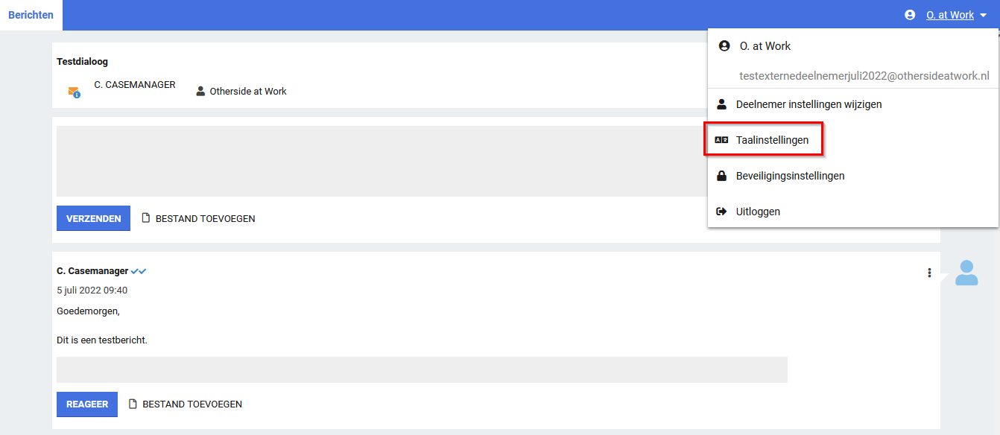 Berichten
O. at Work
O. at Work
testexternedeelnemerjuli2022@othersideatwork.nl
Deelnemer instellingen wijzigen
Taalinstellingen
Beveiligingsinstellingen
Uitloggen
Testdialoog
C. CASEMANAGER
Otherside at Work
VERZENDEN
BESTAND TOEVOEGEN
C. Casemanager
5 juli 2022 09:40
Goedemorgen,
Dit is een testbericht.
REAGEER
BESTAND TOEVOEGEN